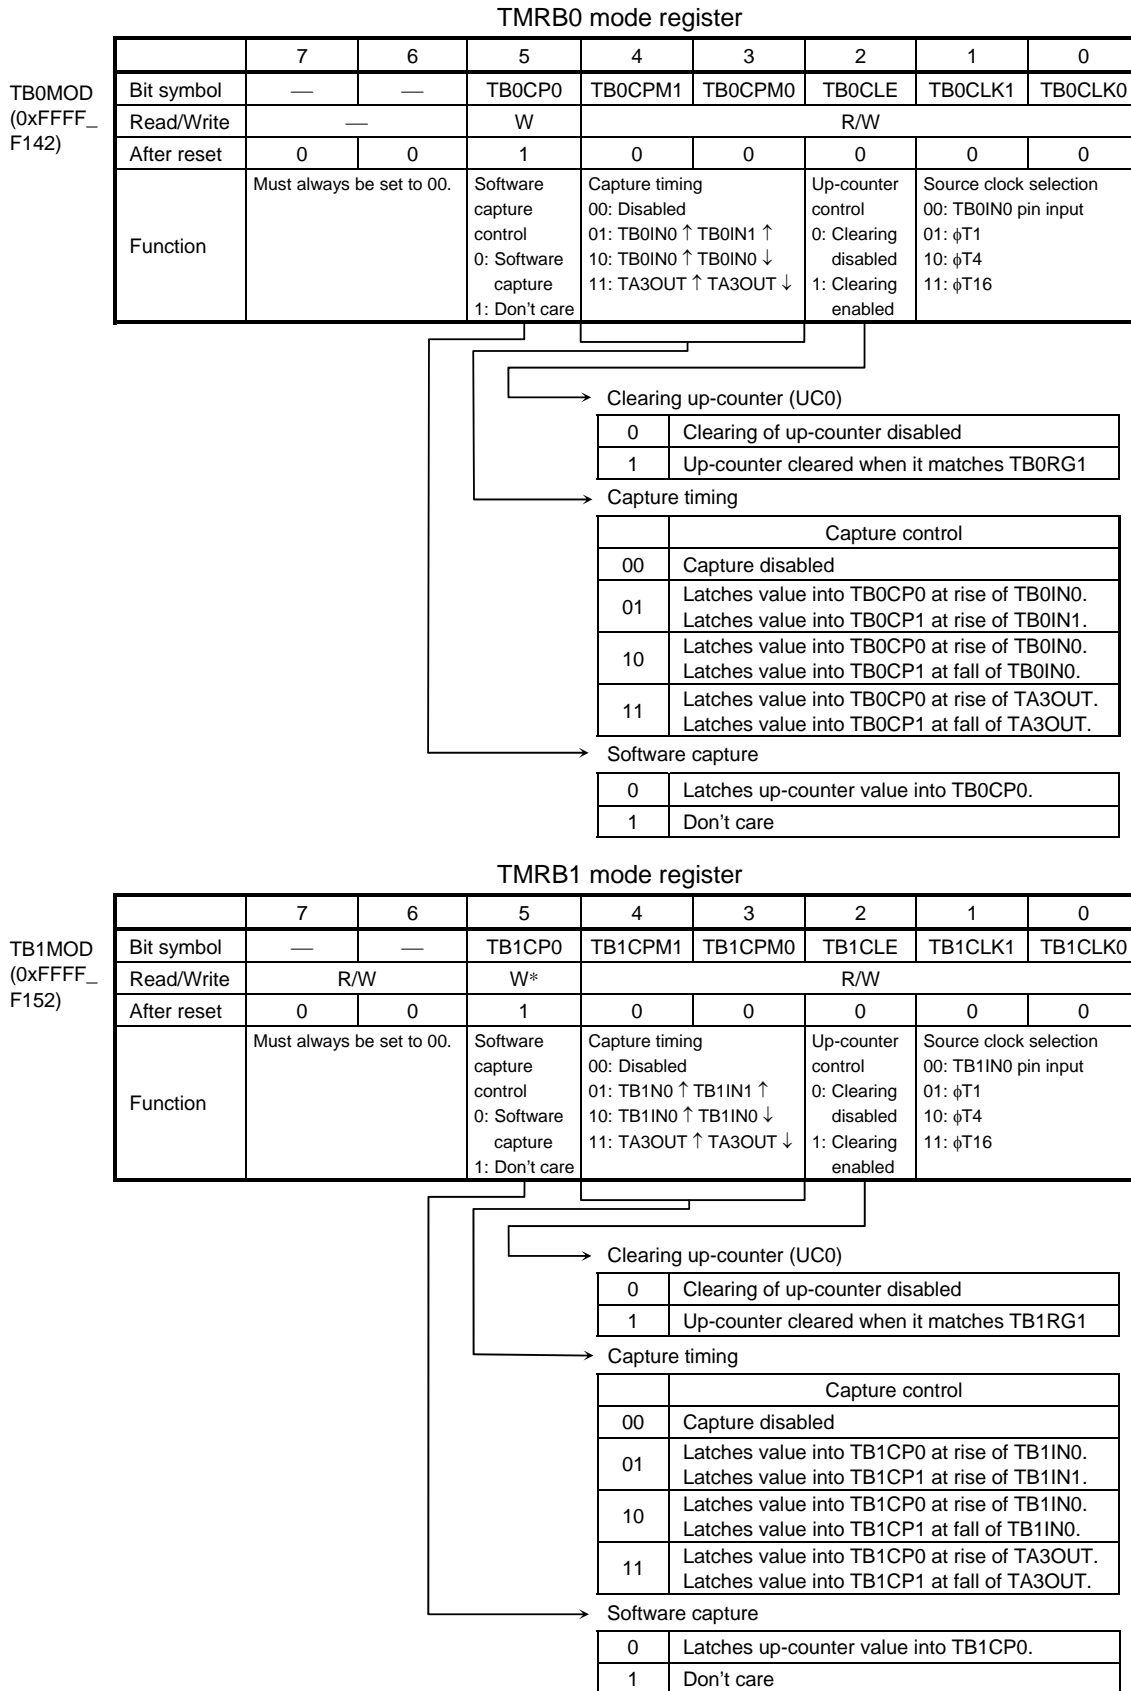 TMRB0 mode register
7 6 5 4 3 2 1 0
TB0MOD
(0xFFFF_
F142)
Bit symbol — — TB0CP0 TB0CPM1 TB0CPM0 TB0CLE TB0CLK1 TB0CLK0
Read/Write — W R/W
After reset 0 0 1 0 0 0 0 0
Function
Must always be set to 00.
Software
capture
control
0: Software
capture
1: Don't care
Capture timing
00: Disabled
01: TB0IN0 ↑ TB0IN1 ↑
10: TB0IN0 ↑ TB0IN0 ↓
11: TA3OUT ↑ TA3OUT ↓
Up-counter
control
0: Clearing
disabled
1: Clearing
enabled
Source clock selection
00: TB0IN0 pin input
01: ϕT1
10: ϕT4
11: ϕT16
Clearing up-counter (UC0)
0 Clearing of up-counter disabled
1 Up-counter cleared when it matches TB0RG1
Capture timing
Capture control
00 Capture disabled
01 Latches value into TB0CP0 at rise of TB0IN0.
Latches value into TB0CP1 at rise of TB0IN1.
10 Latches value into TB0CP0 at rise of TB0IN0.
Latches value into TB0CP1 at fall of TB0IN0.
11 Latches value into TB0CP0 at rise of TA3OUT.
Latches value into TB0CP1 at fall of TA3OUT.
Software capture
0 Latches up-counter value into TB0CP0.
1 Don't care
TMRB1 mode register
7 6 5 4 3 2 1 0
TB1MOD
(0xFFFF_
F152)
Bit symbol — — TB1CP0 TB1CPM1 TB1CPM0 TB1CLE TB1CLK1 TB1CLK0
Read/Write R/W W* R/W
After reset 0 0 1 0 0 0 0 0
Function
Must always be set to 00.
Software
capture
control
0: Software
capture
1: Don't care
Capture timing
00: Disabled
01: TB1N0 ↑ TB1IN1 ↑
10: TB1IN0 ↑ TB1IN0 ↓
11: TA3OUT ↑ TA3OUT ↓
Up-counter
control
0: Clearing
disabled
1: Clearing
enabled
Source clock selection
00: TB1IN0 pin input
01: ϕT1
10: ϕT4
11: ϕT16
Clearing up-counter (UC0)
0 Clearing of up-counter disabled
1 Up-counter cleared when it matches TB1RG1
Capture timing
Capture control
00 Capture disabled
01 Latches value into TB1CP0 at rise of TB1IN0.
Latches value into TB1CP1 at rise of TB1IN1.
10 Latches value into TB1CP0 at rise of TB1IN0.
Latches value into TB1CP1 at fall of TB1IN0.
11 Latches value into TB1CP0 at rise of TA3OUT.
Latches value into TB1CP1 at fall of TA3OUT.
Software capture
0 Latches up-counter value into TB1CP0.
1 Don't care